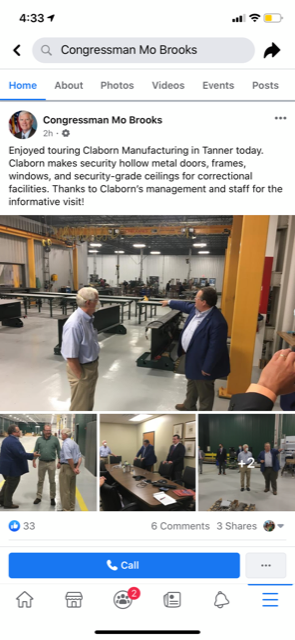 4:33
Congressman Mo Brooks
Home About Photos Videos Events Posts
Congressman Mo Brooks
2h ·
Enjoyed touring Claborn Manufacturing in Tanner today.
Claborn makes security hollow metal doors, frames,
windows, and security-grade ceilings for correctional
facilities. Thanks to Claborn's management and staff for the
informative visit!
+2
33 6 Comments 3 Shares
Call
2